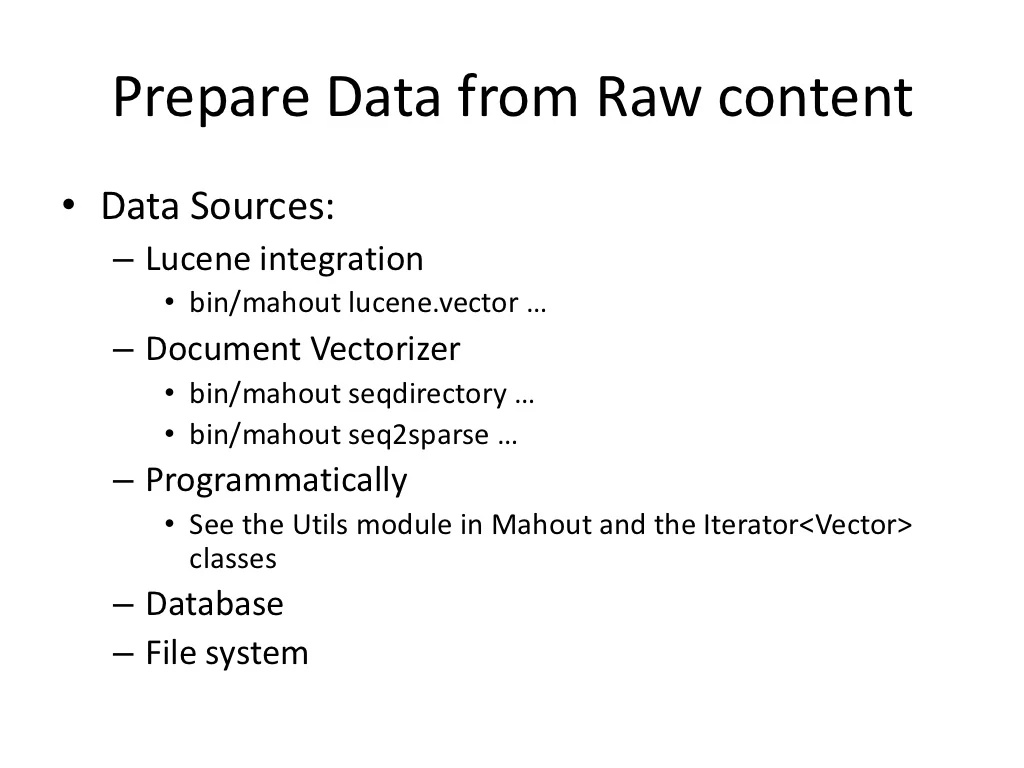 Prepare Data from Raw content
• Data Sources:
– Lucene integration
• bin/mahout lucene.vector …
– Document Vectorizer
• bin/mahout seqdirectory …
• bin/mahout seq2sparse …
– Programmatically
• See the Utils module in Mahout and the Iterator<Vector>
classes
– Database
– File system